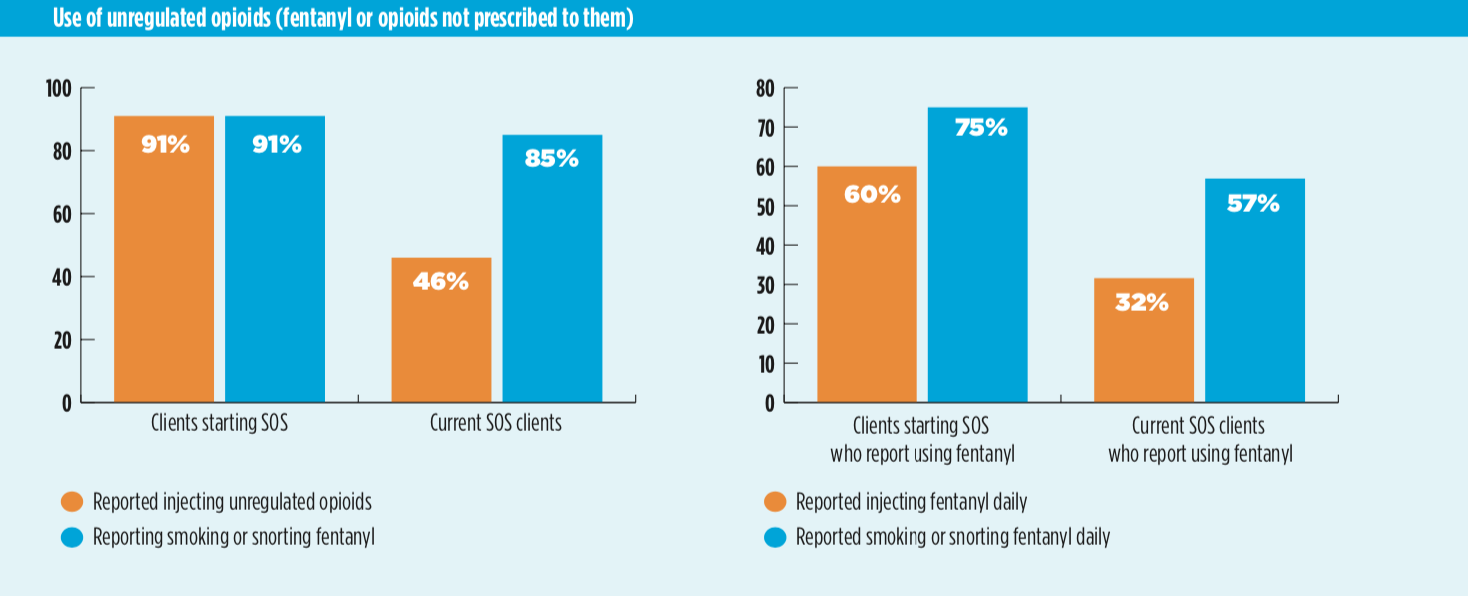 Use of unregulated opioids (fentanyl or opioids not prescribed to them)
100
80
60
40
20
0
91%
91%
46%
85%
Clients starting SOS
Current SOS clients
Reported injecting unregulated opioids
Reporting smoking or snorting fentanyl
80
70
60
50
40
30
20
10
0
60%
75%
32%
57%
Clients starting SOS
who report using fentanyl
Current SOS clients
who report using fentanyl
Reported injecting fentanyl daily
Reported smoking or snorting fentanyl daily